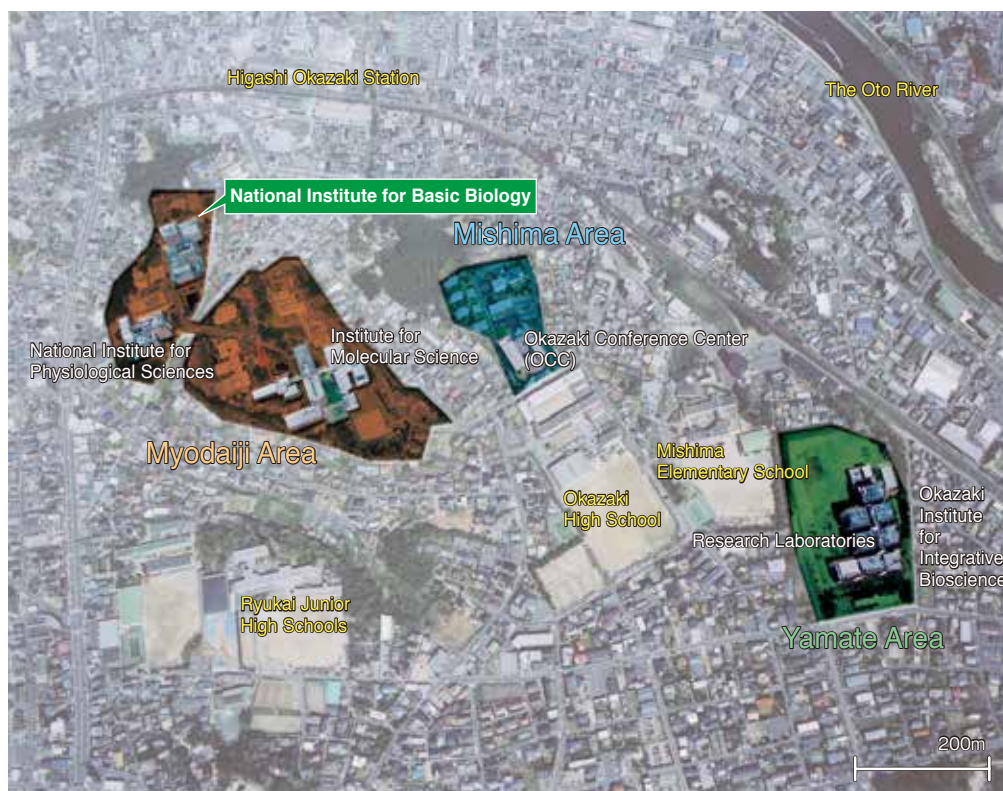 Higashi Okazaki Station
The Oto River
National Institute for Basic Biology
Mishima Area
National Institute for
Physiological Sciences
Institute for
Molecular Science
Okazaki Conference Center
(OCC)
Myodaiji Area
Mishima
Elementary School
Okazaki
High School
Research Laboratories
Okazaki
Institute
for
Integrative
Bioscience
Ryukai Junior
High Schools
Yamate Area
200m